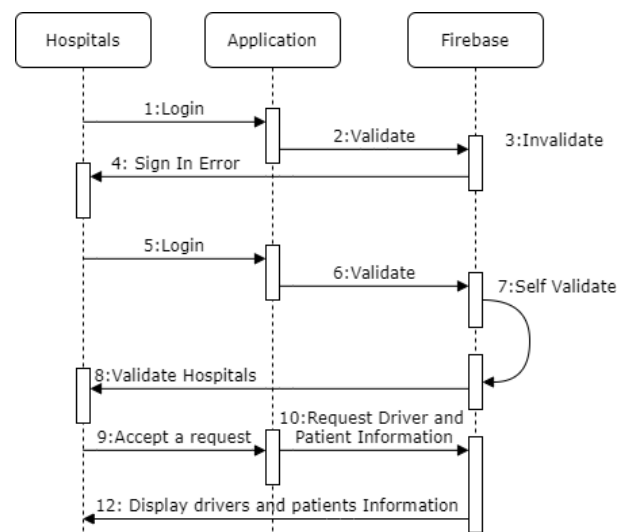 Hospitals
Application
Firebase
1:Login
2:Validate
3:Invalidate
4: Sign In Error
5:Login
6:Validate
7:Self Validate
8:Validate Hospitals
10:Request Driver and
Patient Information
9:Accept a request
12: Display drivers and patients Information